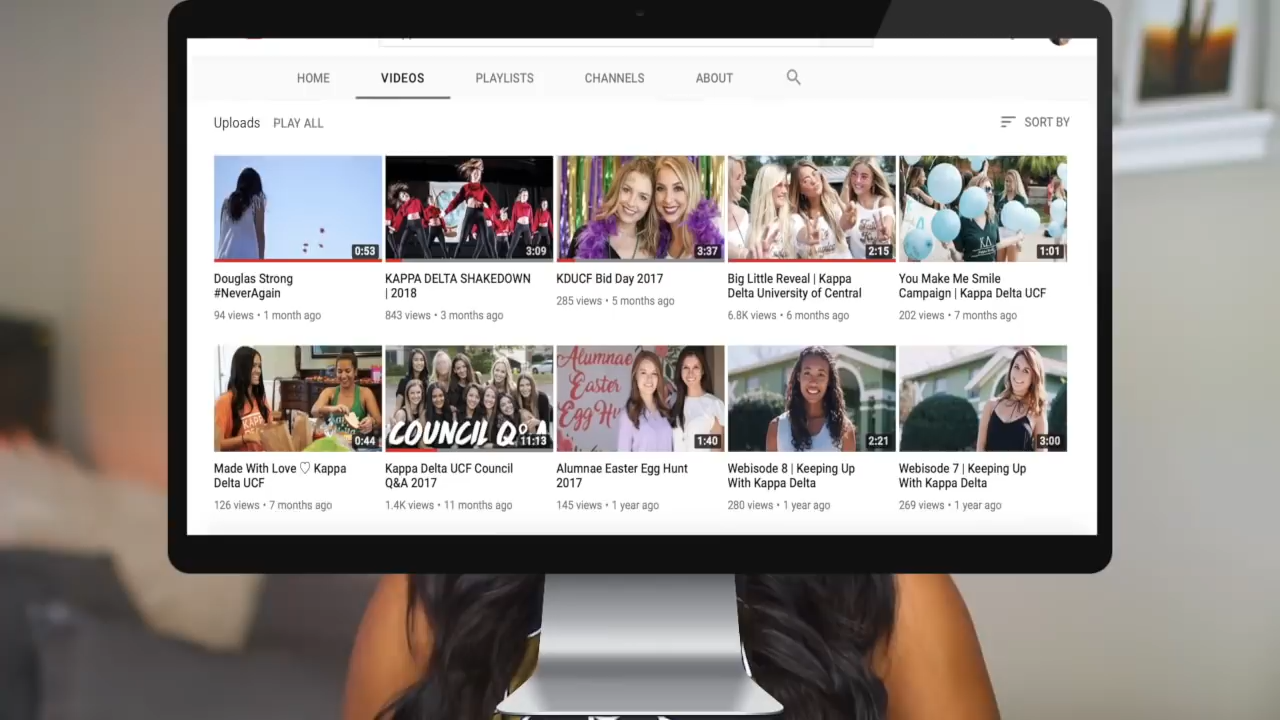 HOME VIDEOS PLAYLISTS CHANNELS ABOUT
Uploads PLAY ALL SORT BY
0:53 3:09 3:37 2:15 1:01
Douglas Strong
#NeverAgain
94 views • 1 month ago
KAPPA DELTA SHAKEDOWN
| 2018
843 views • 3 months ago
KDUCF Bid Day 2017
285 views • 5 months ago
Big Little Reveal | Kappa
Delta University of Central
6.8K views • 6 months ago
You Make Me Smile
Campaign | Kappa Delta UCF
202 views • 7 months ago
0:44
COUNCIL Q&A
11:13
Alumnae
Easter
Egg Hu
1:40
2:21
3:00
Made With Love ♡ Kappa
Delta UCF
126 views • 7 months ago
Kappa Delta UCF Council
Q&A 2017
1.4K views • 11 months ago
Alumnae Easter Egg Hunt
2017
145 views • 1 year ago
Webisode 8 | Keeping Up
With Kappa Delta
280 views • 1 year ago
Webisode 7 | Keeping Up
With Kappa Delta
269 views • 1 year ago